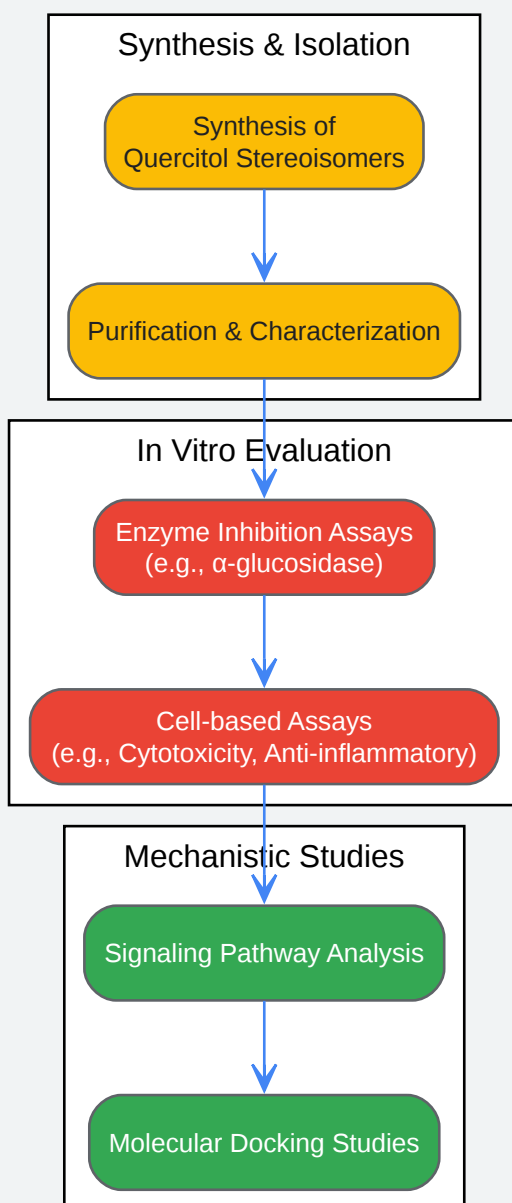 Synthesis & Isolation
Synthesis of
Quercitol Stereoisomers
Purification & Characterization
In Vitro Evaluation
Enzyme Inhibition Assays
(e.g., α-glucosidase)
Cell-based Assays
(e.g., Cytotoxicity, Anti-inflammatory)
Mechanistic Studies
Signaling Pathway Analysis
Molecular Docking Studies